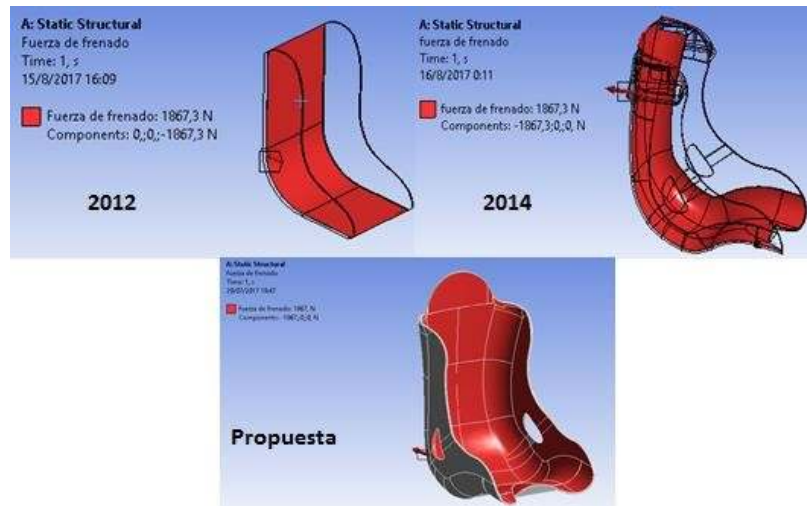 A: Static Structural
Fuerza de frenado
Time: 1, s
15/8/2017 16:09
Fuerza de frenado: 1867,3 N
Components: 0,;0,;-1867,3 N
2012
A: Static Structural
fuerza de frenado
Time: 1, s
16/8/2017 0:11
fuerza de frenado: 1867,3 N
Components: -1867,3;0,;0, N
2014
A: Static Structural
Fuerza de frenado
Time: 1, s
Fuerza de frenado: 1867, N
Components: -1867,;0,;0, N
Propuesta